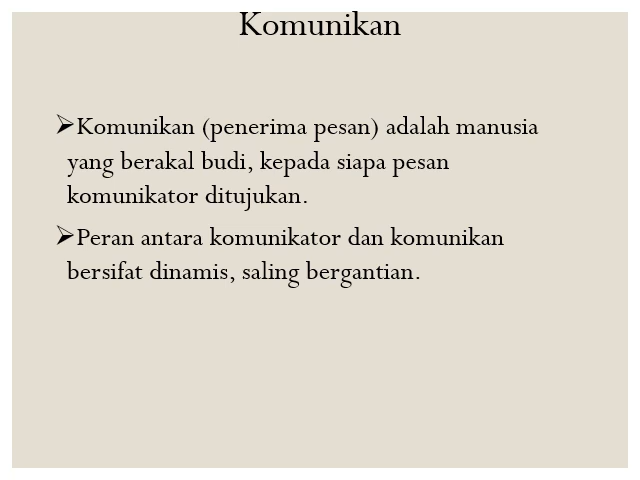 Komunikan
➢Komunikan (penerima pesan) adalah manusia
yang berakal budi, kepada siapa pesan
komunikator ditujukan.
➢Peran antara komunikator dan komunikan
bersifat dinamis, saling bergantian.